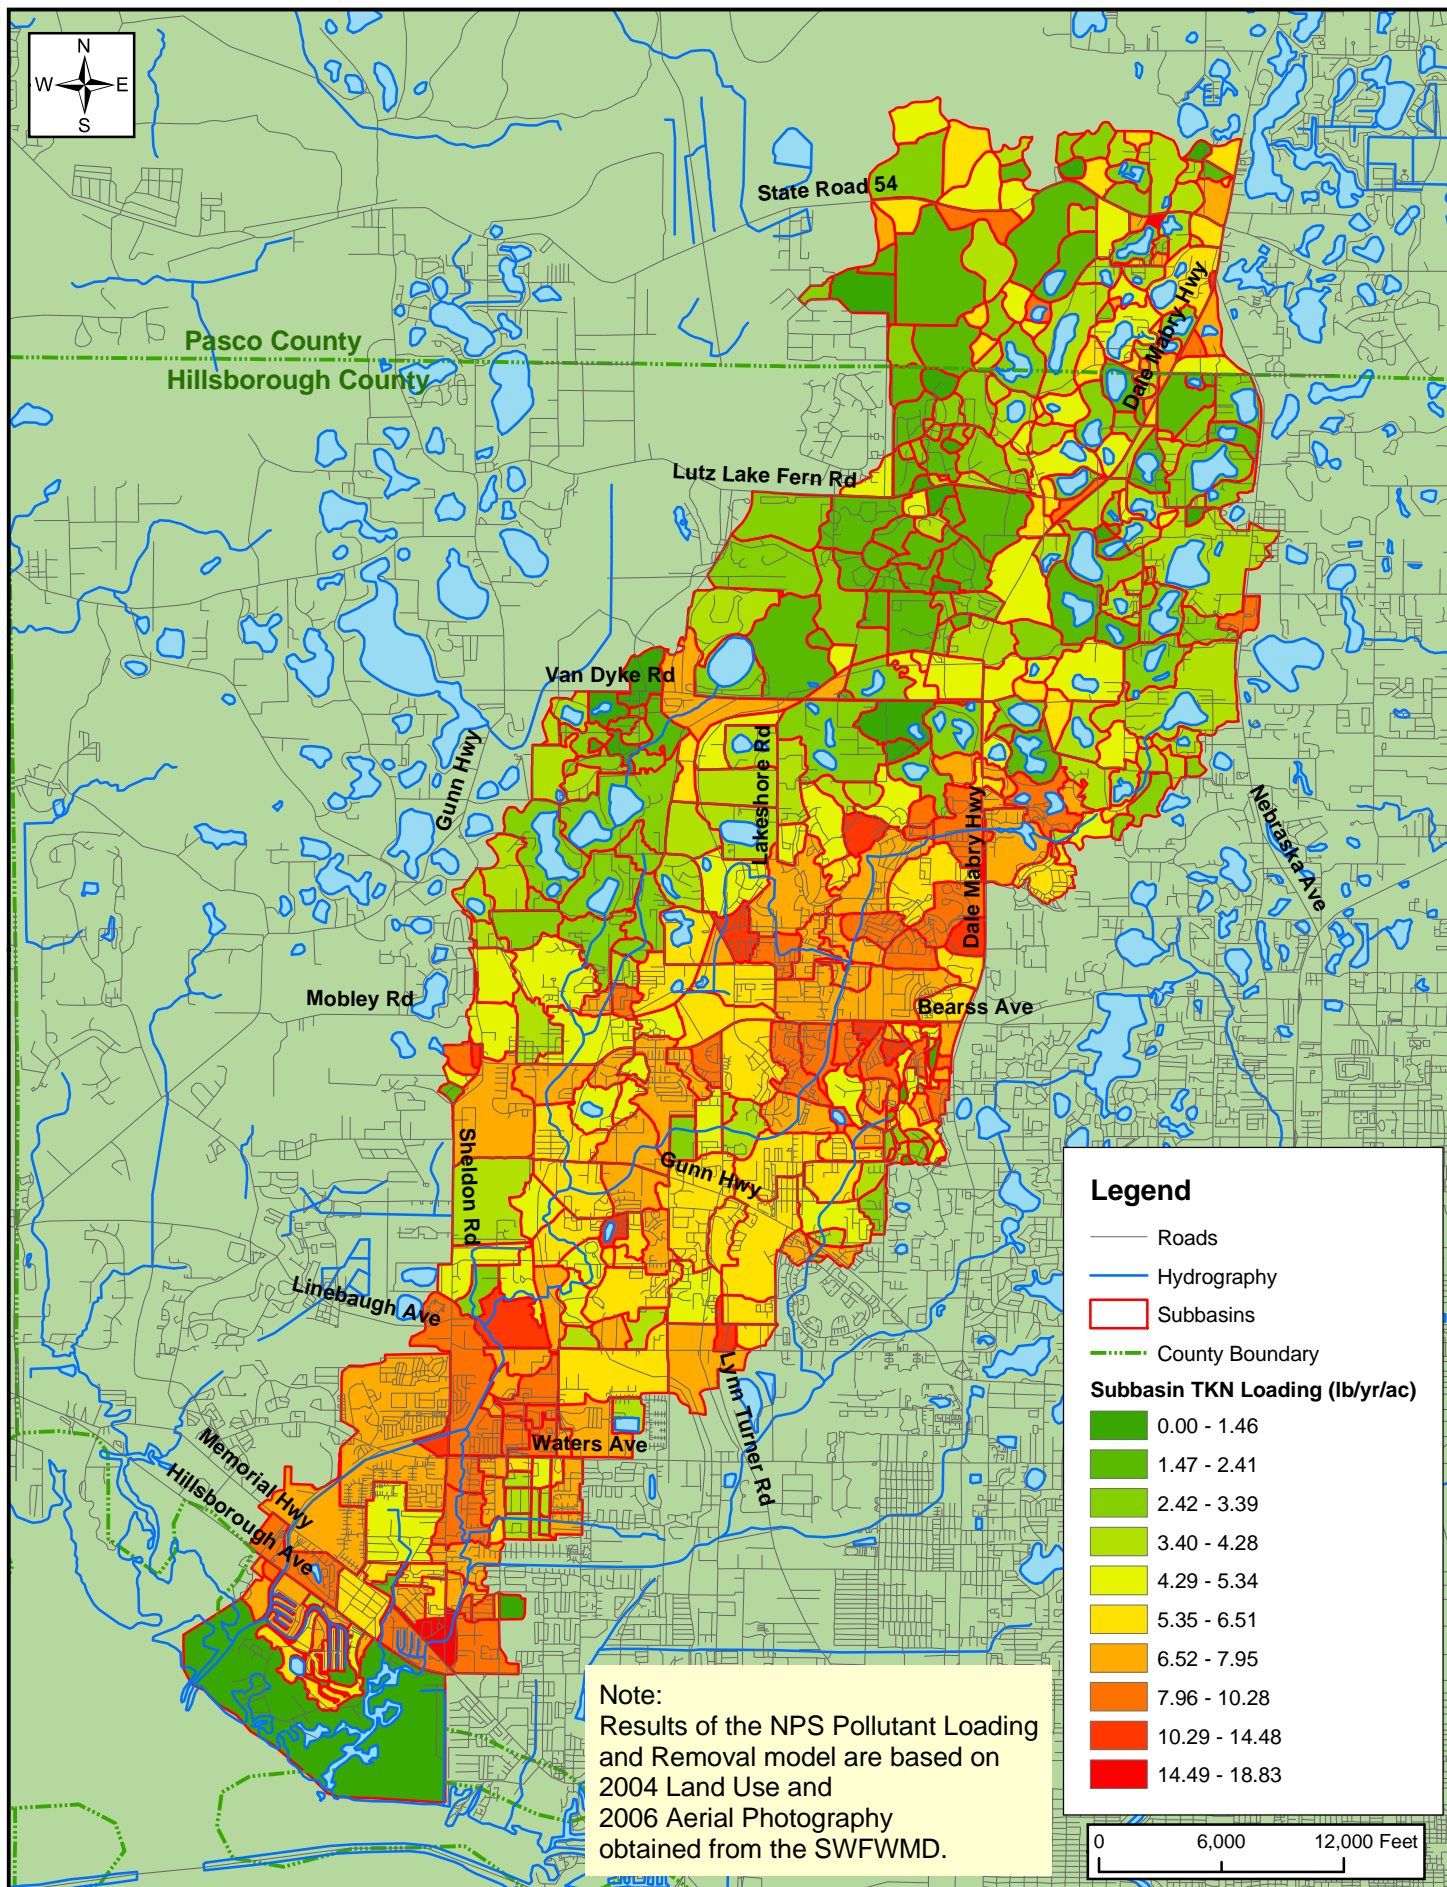 N
W E
S
State Road 54
Pasco County
Hillsborough County
Dale Mabry Hwy
Lutz Lake Fern Rd
Van Dyke Rd
Gunn Hwy
Lakeshore Rd
Dale Mabry Hwy
Nebraska Ave
Mobley Rd
Bearss Ave
Sheldon Rd
Gunn Hwy
Linebaugh Ave
Lynn Turner Rd
Waters Ave
Memorial Hwy
Hillsborough Ave
Legend
Roads
Hydrography
Subbasins
County Boundary
Subbasin TKN Loading (lb/yr/ac)
0.00 - 1.46
1.47 - 2.41
2.42 - 3.39
3.40 - 4.28
4.29 - 5.34
5.35 - 6.51
6.52 - 7.95
7.96 - 10.28
10.29 - 14.48
14.49 - 18.83
Note:
Results of the NPS Pollutant Loading
and Removal model are based on
2004 Land Use and
2006 Aerial Photography
obtained from the SWFWMD.
0 6,000 12,000 Feet